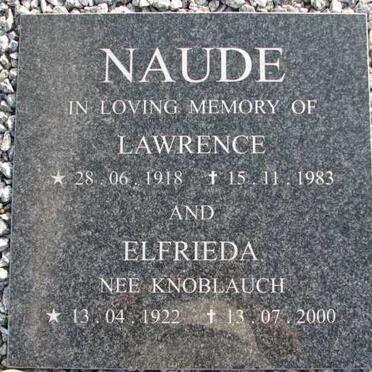 NAUDE
IN LOVING MEMORY OF
LAWRENCE
★ 28.06.1918 ✝ 15.11.1983
AND
ELFRIEDA
NEE KNOBLAUCH
★ 13.04.1922 ✝ 13.07.2000